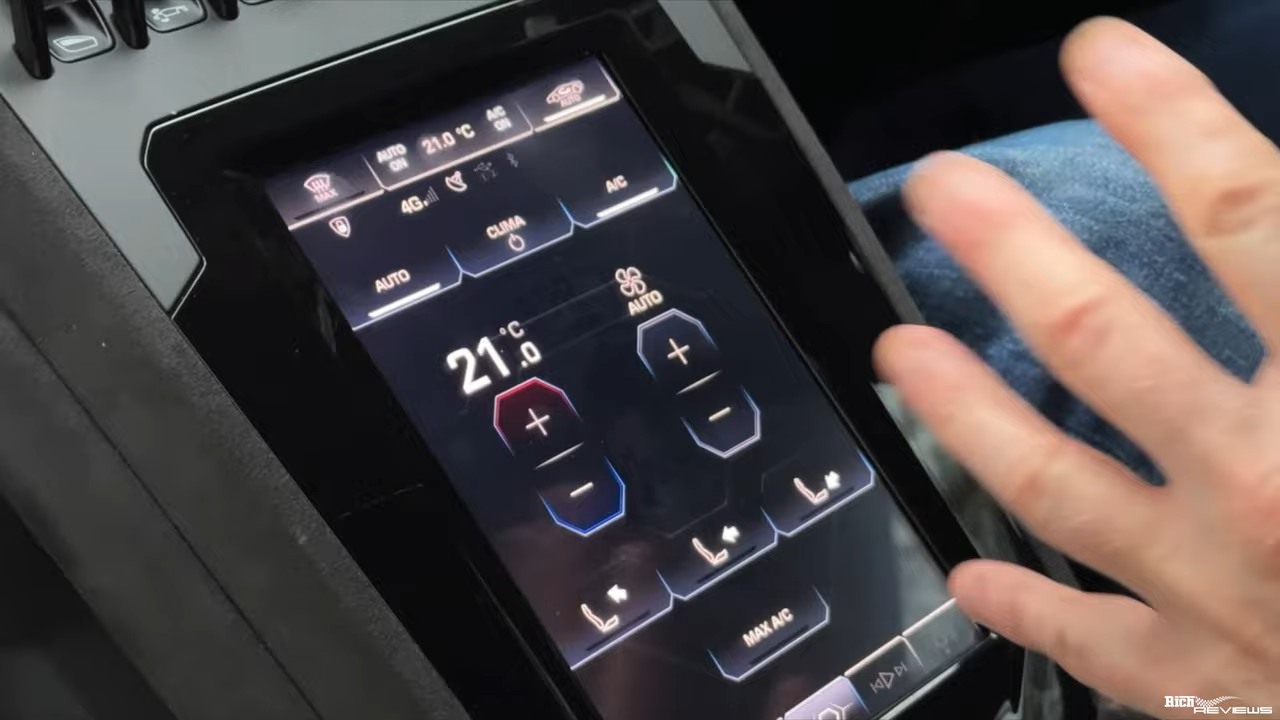 MAX
AUTO
ON
21.0 °C
A/C
ON
AUTO
4G
AUTO
CLIMA
A/C
21.0 °C
AUTO
+
−
+
−
MAX A/C
Rich
REVIEWS